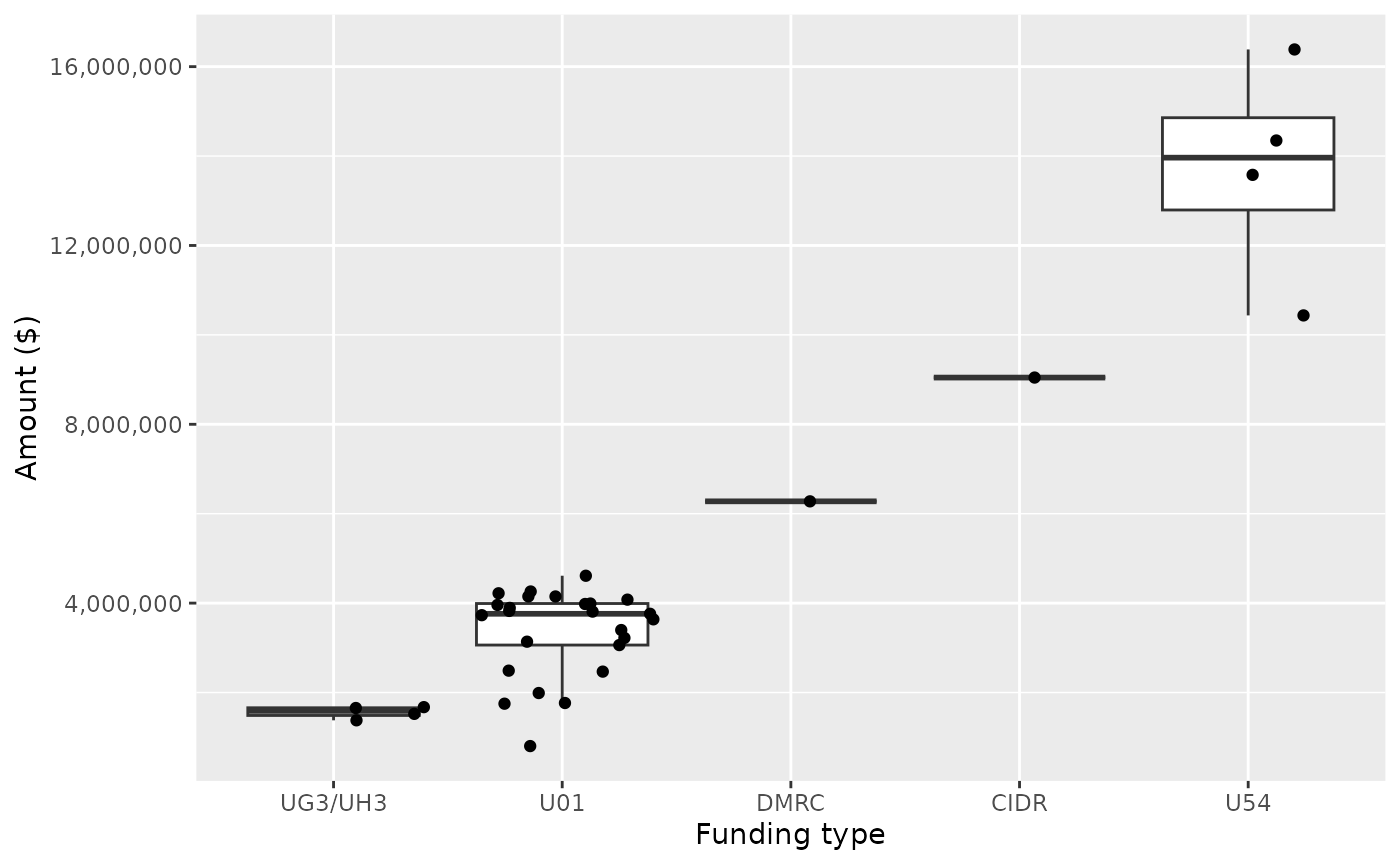 Amount ($)
16,000,000
12,000,000
8,000,000
4,000,000
UG3/UH3 U01 DMRC CIDR U54
Funding type